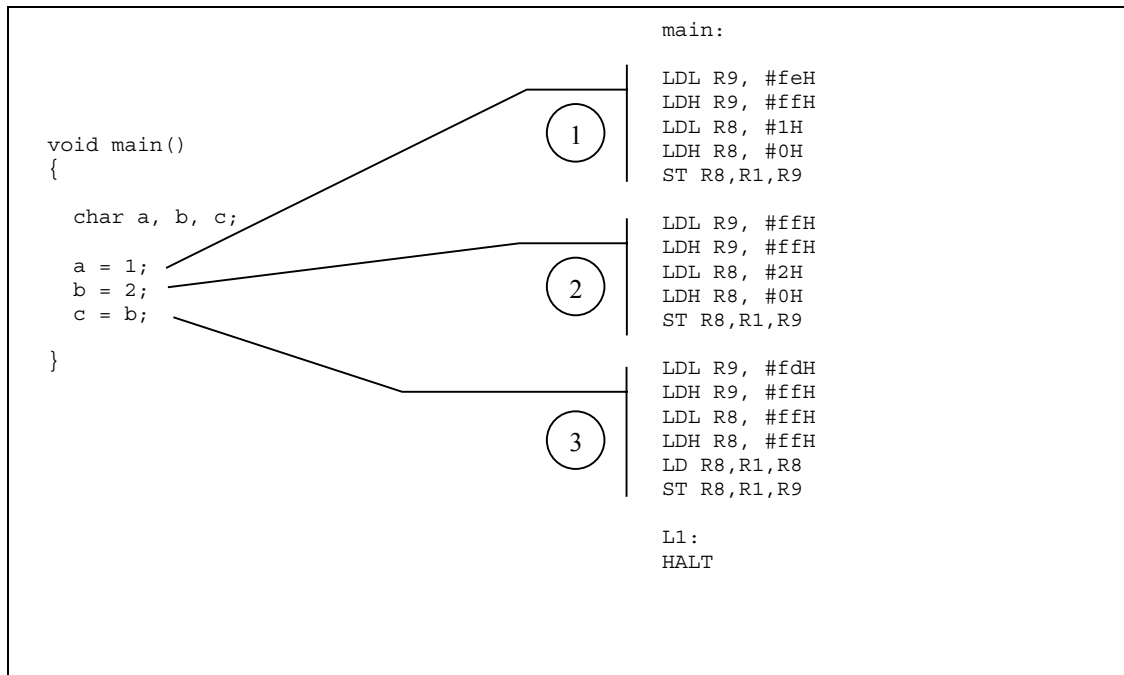 void main()
{
char a, b, c;
a = 1;
b = 2;
c = b;
}
main:
1
LDL R9, #feH
LDH R9, #ffH
LDL R8, #1H
LDH R8, #0H
ST R8,R1,R9
2
LDL R9, #ffH
LDH R9, #ffH
LDL R8, #2H
LDH R8, #0H
ST R8,R1,R9
3
LDL R9, #fdH
LDH R9, #ffH
LDL R8, #ffH
LDH R8, #ffH
LD R8,R1,R8
ST R8,R1,R9
L1:
HALT